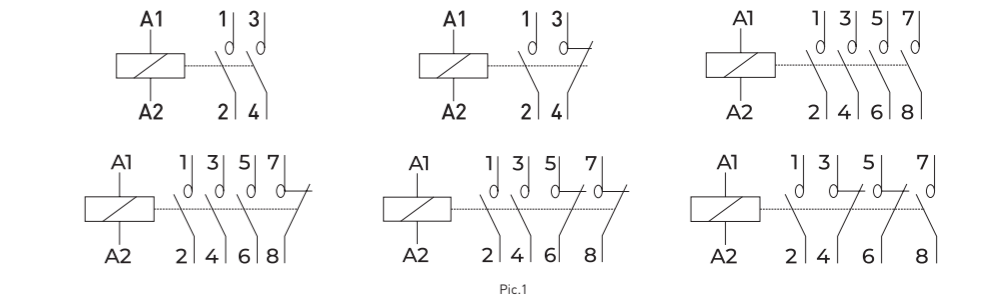 A1 1 3 A1 1 3 A1 1 3 5 7
A2 2 4 A2 2 4 A2 2 4 6 8
A1 1 3 5 7 A1 1 3 5 7 A1 1 3 5 7
A2 2 4 6 8 A2 2 4 6 8 A2 2 4 6 8
Pic.1